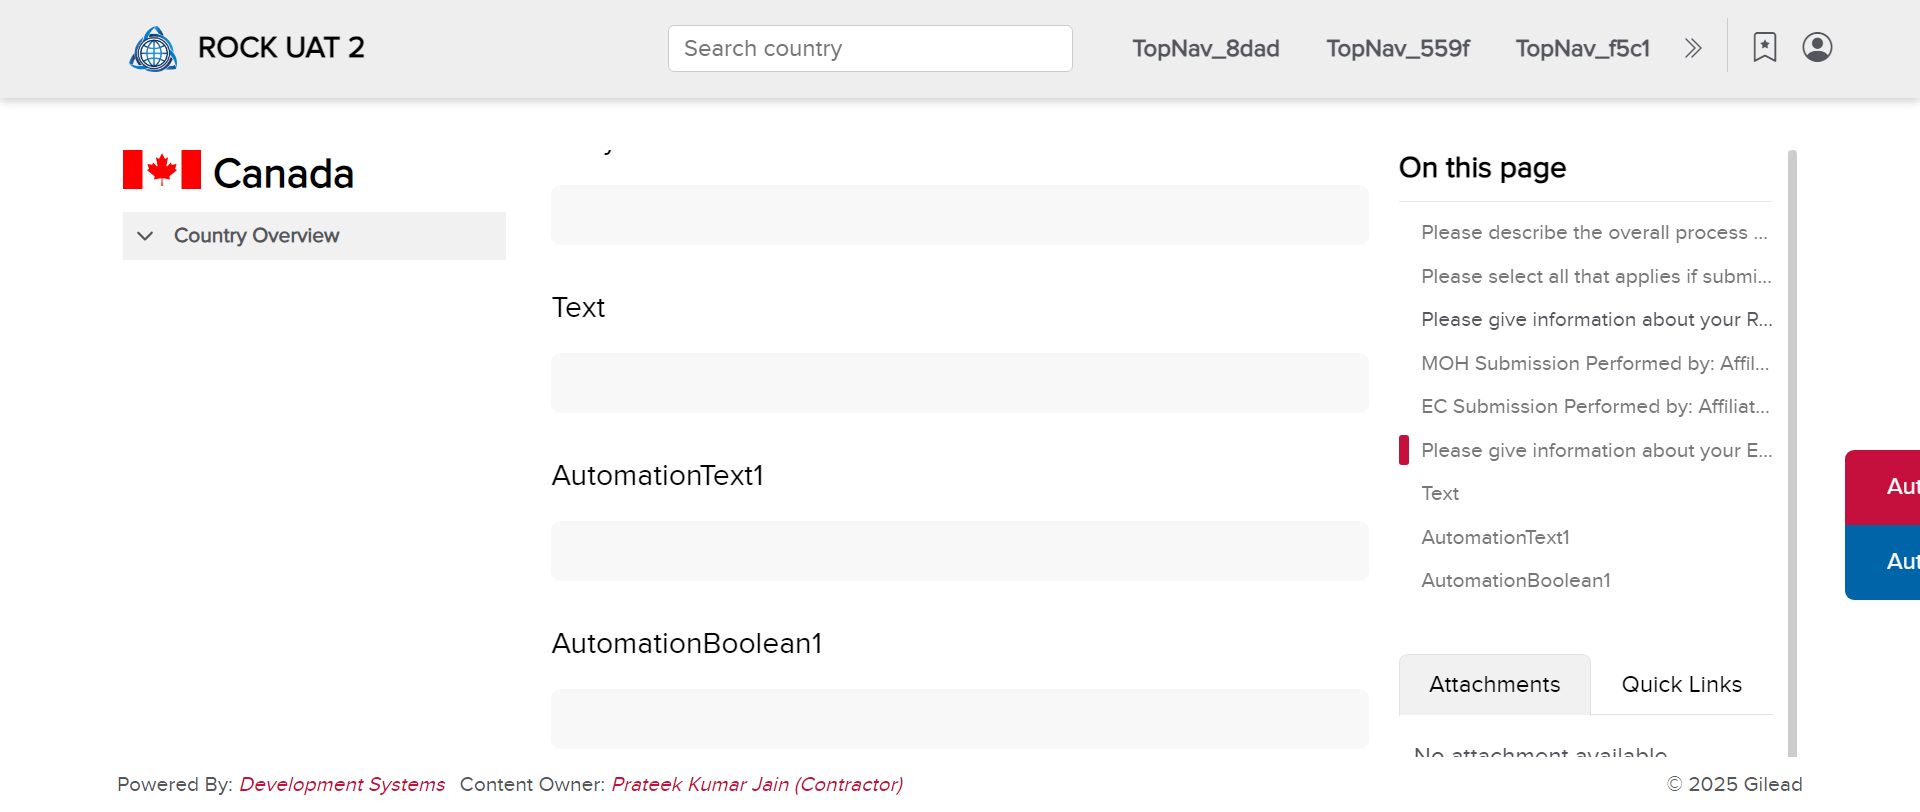 ROCK UAT 2
Search country
TopNav_8dad
TopNav_559f
TopNav_f5c1
Canada
Country Overview
Text
AutomationText1
AutomationBoolean1
On this page
Please describe the overall process ...
Please select all that applies if submi...
Please give information about your R...
MOH Submission Performed by: Affil...
EC Submission Performed by: Affiliat...
Please give information about your E...
Text
AutomationText1
AutomationBoolean1
Attachments
Quick Links
No attachment available
Aut
Aut
Powered By: Development Systems Content Owner: Prateek Kumar Jain (Contractor)
© 2025 Gilead